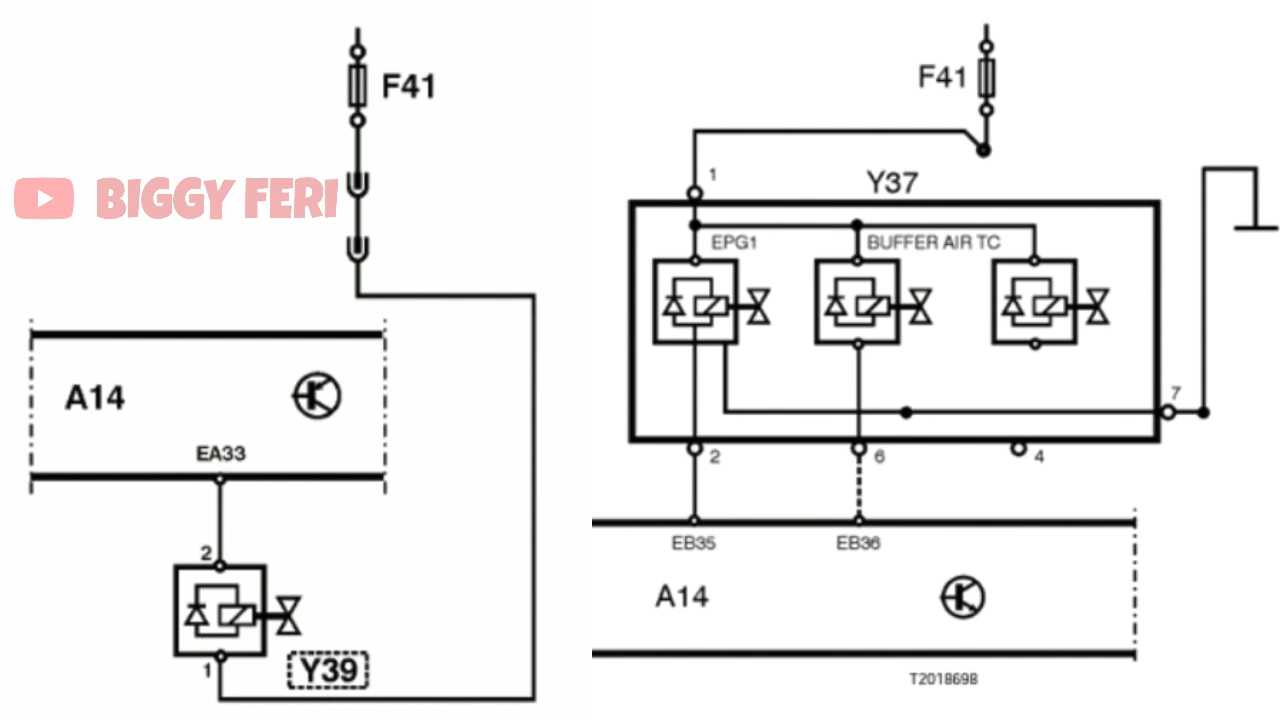 F41
BIGGY FERI
A14
EA33
2
1
Y39
F41
1
Y37
EPG1
BUFFER AIR TC
7
2
6
4
EB35
EB36
A14
T2018698